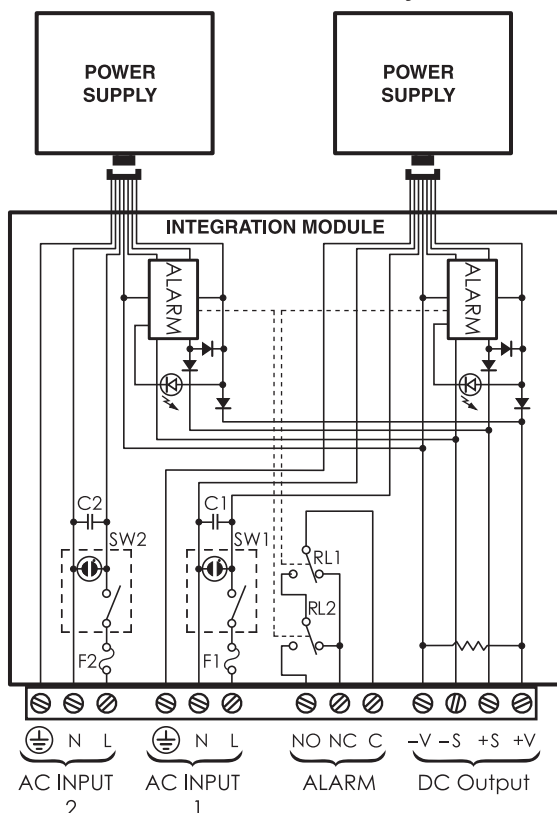 POWER
SUPPLY
POWER
SUPPLY
INTEGRATION MODULE
ALARM
ALARM
C2
C1
SW2
SW1
RL1
RL2
F2
F1
N L
N L
NO NC C
–V –S +S +V
AC INPUT
2
AC INPUT
1
ALARM
DC Output